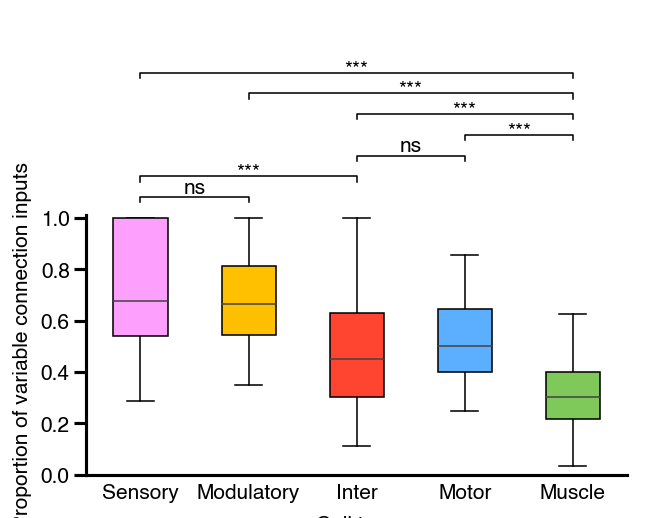 ***
***
***
***
ns
***
ns
Proportion of variable connection inputs
1.0
0.8
0.6
0.4
0.2
0.0
Sensory Modulatory Inter Motor Muscle